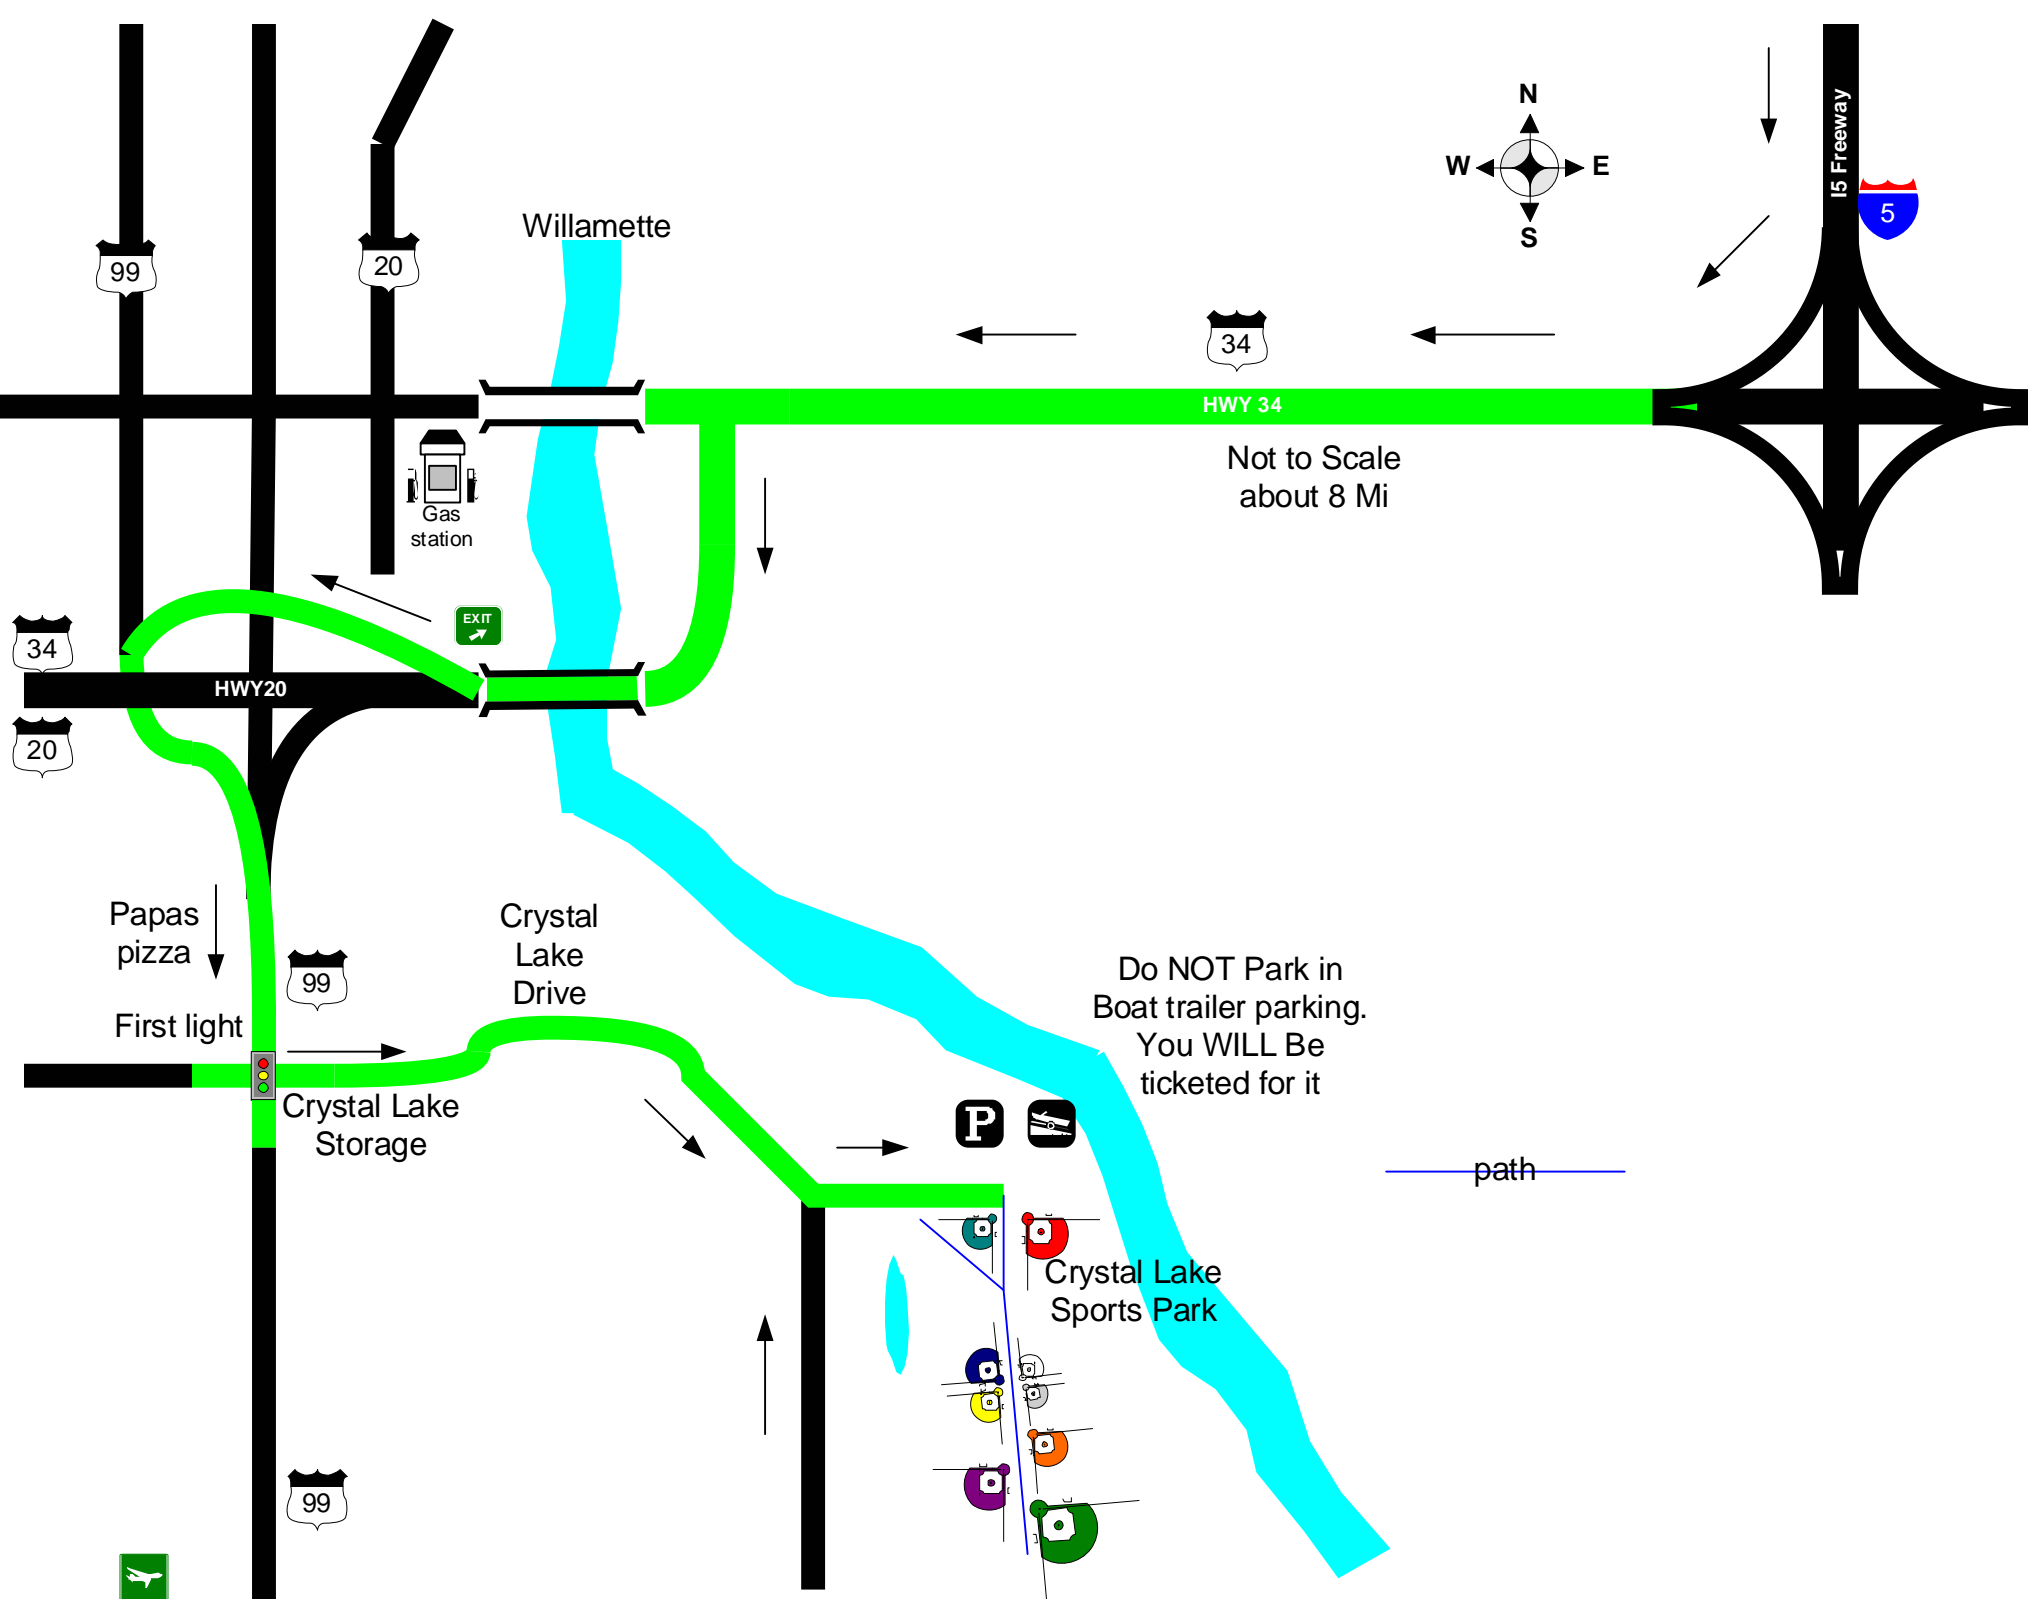 N
W
E
S
I5 Freeway
5
Willamette
99
20
34
HWY 34
Not to Scale
about 8 Mi
Gas
station
EXIT
34
HWY20
20
Papas
pizza
Crystal
Lake
Drive
99
First light
Do NOT Park in
Boat trailer parking.
You WILL Be
ticketed for it
Crystal Lake
Storage
P
path
Crystal Lake
Sports Park
99